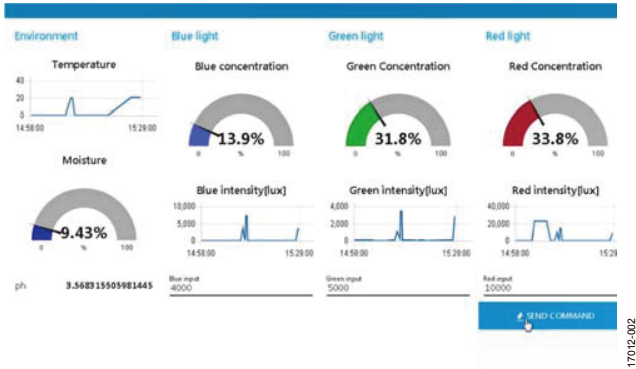 Environment
Temperature
40
20
0
14:58:00
15:29:00
Moisture
9.43%
0
%
100
ph
3.568315505981445
Blue light
Blue concentration
13.9%
0
%
100
Blue intensity[lux]
10,000
5,000
0
14:58:00
15:29:00
Blue input
4000
Green light
Green Concentration
31.8%
0
%
100
Green intensity[lux]
4,000
2,000
0
14:58:00
15:29:00
Green input
5000
Red light
Red Concentration
33.8%
0
%
100
Red intensity[lux]
40,000
20,000
0
14:58:00
Red input
10000
SEND COMMAND
17012-002